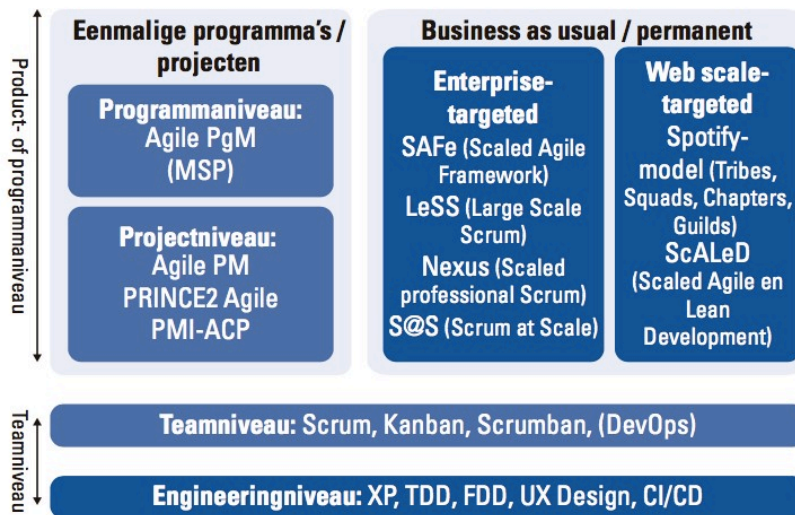 Product- of programmaniveau
Eenmalige programma's /
projecten
Programmaniveau:
Agile PgM
(MSP)
Projectniveau:
Agile PM
PRINCE2 Agile
PMI-ACP
Business as usual / permanent
Enterprise-
targeted
SAFe (Scaled Agile
Framework)
LeSS (Large Scale
Scrum)
Nexus (Scaled
professional Scrum)
S@S (Scrum at Scale)
Web scale-
targeted
Spotify-
model (Tribes,
Squads, Chapters,
Guilds)
ScALeD
(Scaled Agile en
Lean
Development)
Teamniveau
Teamniveau: Scrum, Kanban, Scrumban, (DevOps)
Engineeringniveau: XP, TDD, FDD, UX Design, CI/CD